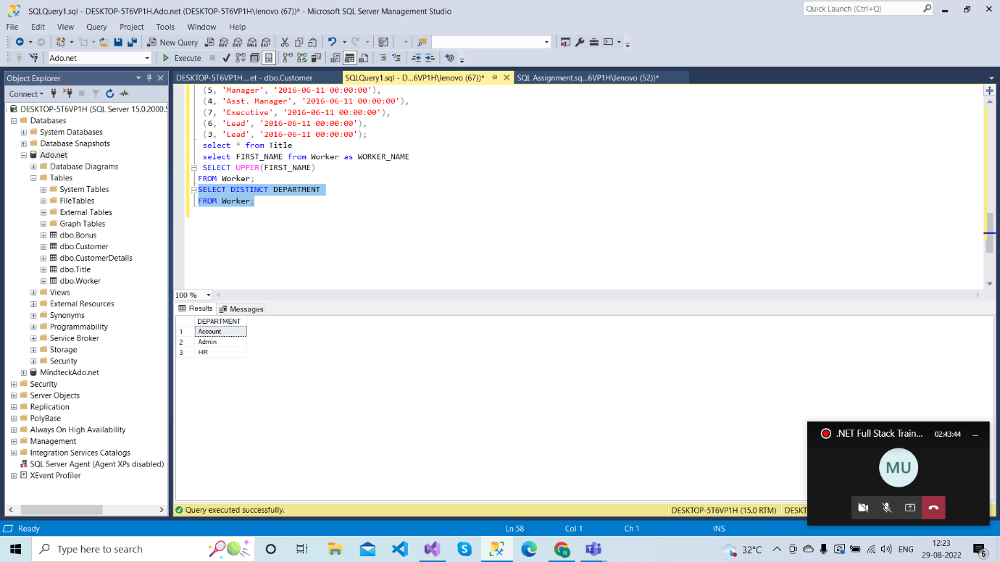 SQLQuery1.sql - DESKTOP-5T6VP1H.Ado.net (DESKTOP-5T6VP1H\lenovo (67))* - Microsoft SQL Server Management Studio
Quick Launch (Ctrl+Q)
File Edit View Query Project Tools Window Help
New Query
Ado.net
Execute
Object Explorer
DESKTOP-5T6VP1H....et - dbo.Customer
SQLQuery1.sql - D...6VP1H\lenovo (67))*
SQL Assignment.sq...6VP1H\lenovo (52))*
Connect
DESKTOP-5T6VP1H (SQL Server 15.0.2000.5
Databases
System Databases
Database Snapshots
Ado.net
Database Diagrams
Tables
System Tables
FileTables
External Tables
Graph Tables
dbo.Bonus
dbo.Customer
dbo.CustomerDetails
dbo.Title
dbo.Worker
Views
External Resources
Synonyms
Programmability
Service Broker
Storage
Security
MindteckAdo.net
Security
Server Objects
Replication
PolyBase
Always On High Availability
Management
Integration Services Catalogs
SQL Server Agent (Agent XPs disabled)
XEvent Profiler
(5, 'Manager', '2016-06-11 00:00:00'),
(4, 'Asst. Manager', '2016-06-11 00:00:00'),
(7, 'Executive', '2016-06-11 00:00:00'),
(6, 'Lead', '2016-06-11 00:00:00'),
(3, 'Lead', '2016-06-11 00:00:00');
select * from Title
select FIRST_NAME from Worker as WORKER_NAME
SELECT UPPER(FIRST_NAME)
FROM Worker;
SELECT DISTINCT DEPARTMENT
FROM Worker;
100 %
Results Messages
DEPARTMENT
1 Account
2 Admin
3 HR
.NET Full Stack Train... 02:43:44
MU
Query executed successfully.
DESKTOP-5T6VP1H (15.0 RTM)
DESKT
Ready
Ln 58
Col 1
Ch 1
INS
Type here to search
32°C
ENG
12:23
29-08-2022
6